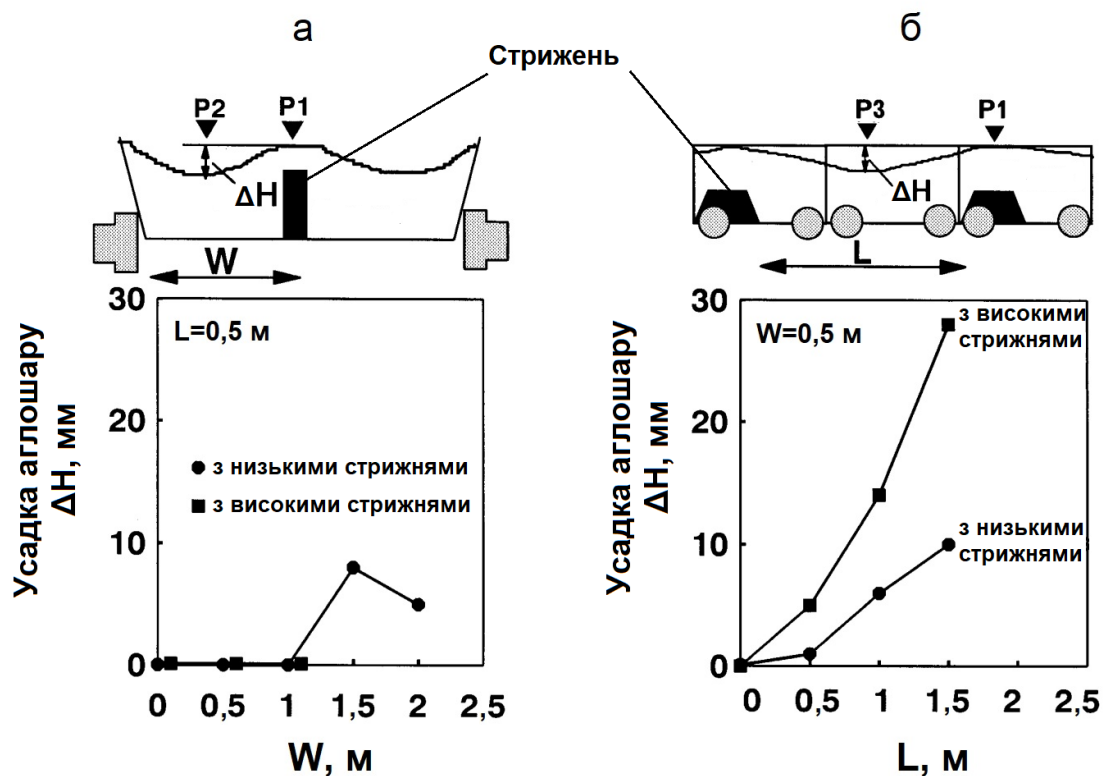 а
б
Стрижень
P2
P1
P3
P1
ΔH
ΔH
W
L
30
20
10
0
Усадка аглошару
ΔH, мм
L=0,5 м
з низькими стрижнями
з високими стрижнями
0 0,5 1 1,5 2 2,5
W, м
30
20
10
0
Усадка аглошару
ΔH, мм
W=0,5 м
з високими
стрижнями
з низькими
стрижнями
0 0,5 1 1,5 2 2,5
L, м